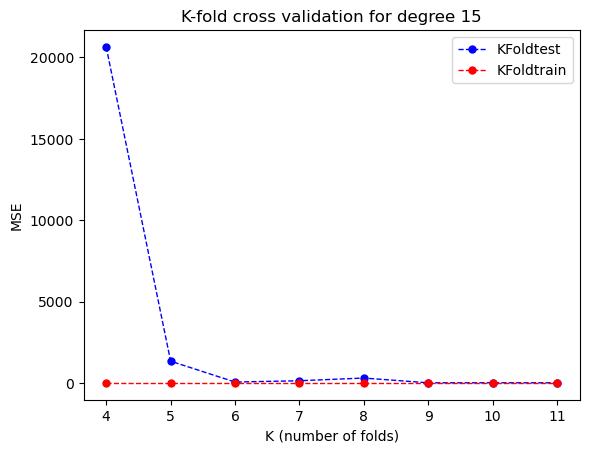 K-fold cross validation for degree 15
KFoldtest
KFoldtrain
20000
15000
10000
5000
0
MSE
4 5 6 7 8 9 10 11
K (number of folds)